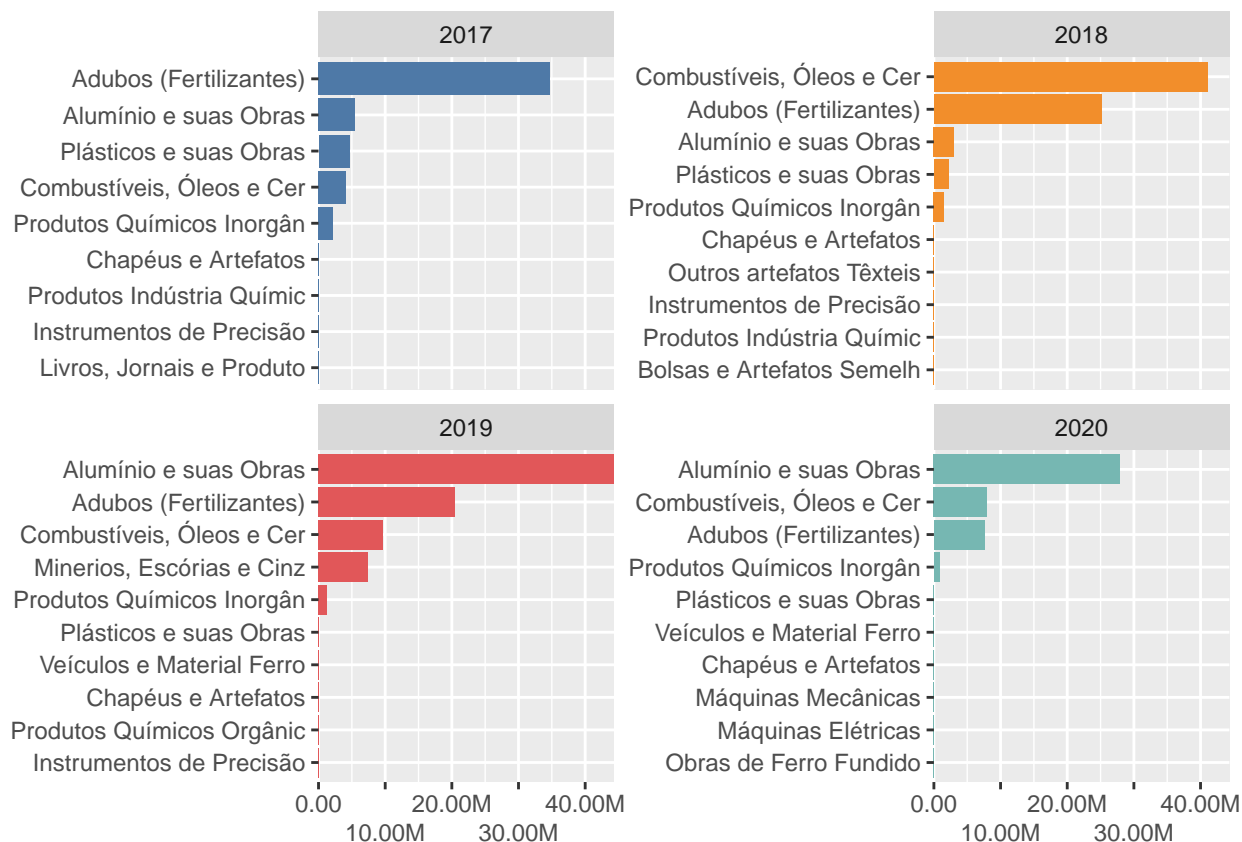 2017
Adubos (Fertilizantes)
Alumínio e suas Obras
Plásticos e suas Obras
Combustíveis, Óleos e Cer
Produtos Químicos Inorgân
Chapéus e Artefatos
Produtos Indústria Químic
Instrumentos de Precisão
Livros, Jornais e Produto
2018
Combustíveis, Óleos e Cer
Adubos (Fertilizantes)
Alumínio e suas Obras
Plásticos e suas Obras
Produtos Químicos Inorgân
Chapéus e Artefatos
Outros artefatos Têxteis
Instrumentos de Precisão
Produtos Indústria Químic
Bolsas e Artefatos Semelh
2019
Alumínio e suas Obras
Adubos (Fertilizantes)
Combustíveis, Óleos e Cer
Minerios, Escórias e Cinz
Produtos Químicos Inorgân
Plásticos e suas Obras
Veículos e Material Ferro
Chapéus e Artefatos
Produtos Químicos Orgânic
Instrumentos de Precisão
0.00 20.00M 40.00M
10.00M 30.00M
2020
Alumínio e suas Obras
Combustíveis, Óleos e Cer
Adubos (Fertilizantes)
Produtos Químicos Inorgân
Plásticos e suas Obras
Veículos e Material Ferro
Chapéus e Artefatos
Máquinas Mecânicas
Máquinas Elétricas
Obras de Ferro Fundido
0.00 20.00M 40.00M
10.00M 30.00M